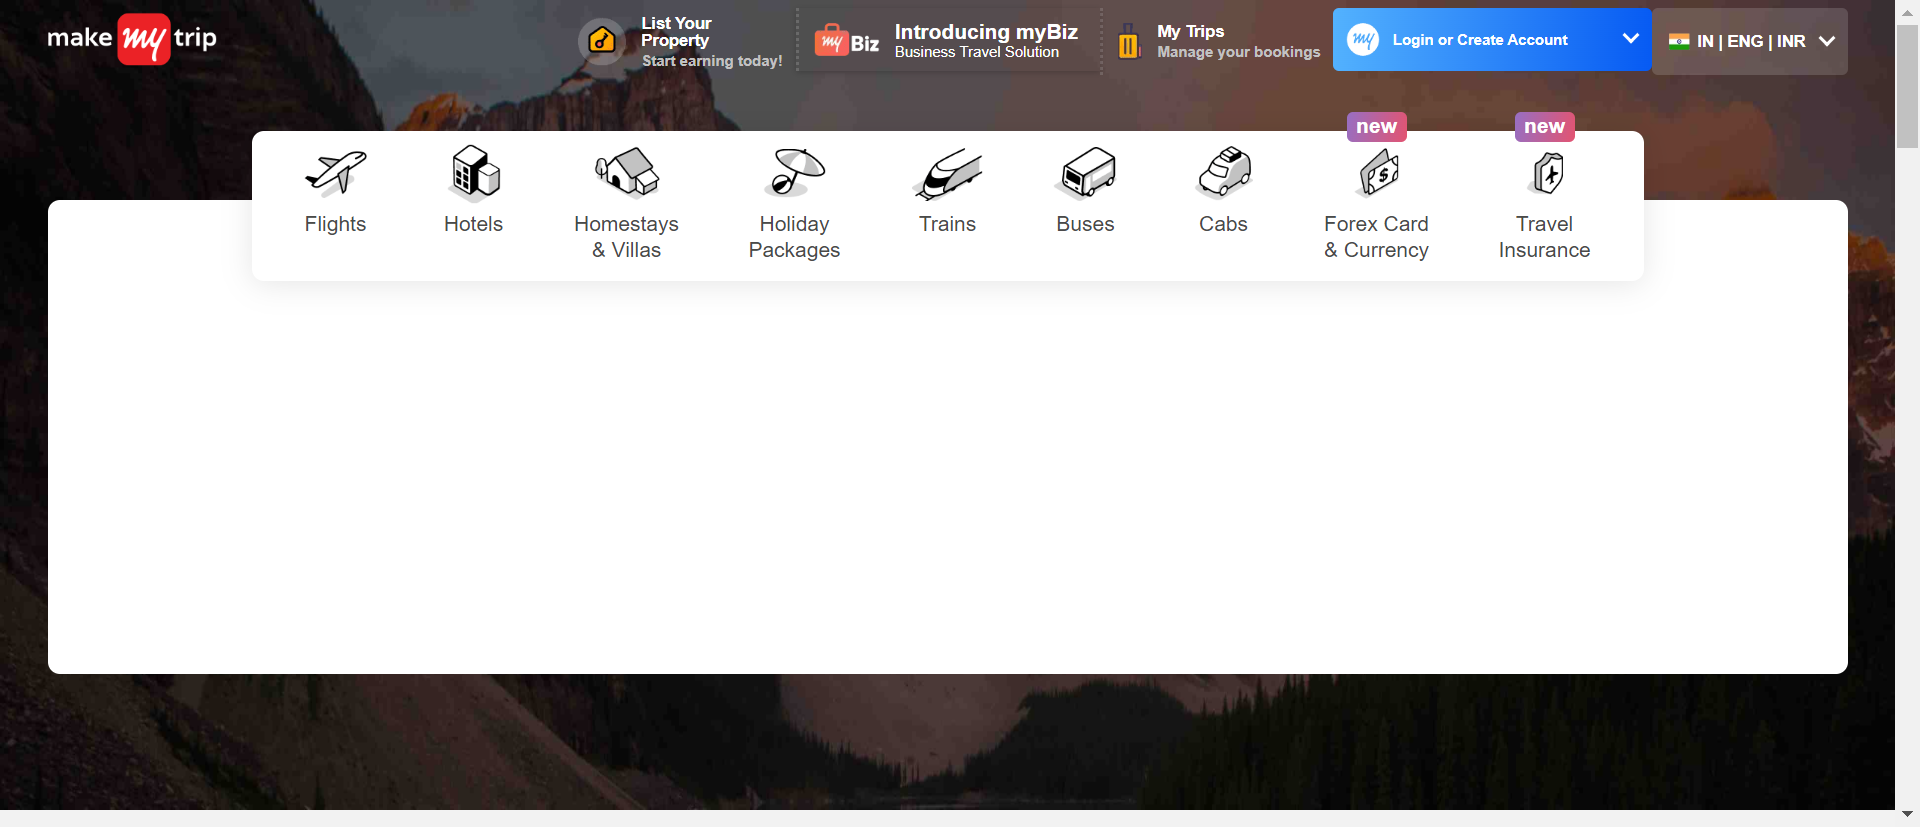 make my trip
List Your
Property
Start earning today!
my Biz
Introducing myBiz
Business Travel Solution
My Trips
Manage your bookings
my
Login or Create Account
IN | ENG | INR
new
new
Flights
Hotels
Homestays
& Villas
Holiday
Packages
Trains
Buses
Cabs
Forex Card
& Currency
Travel
Insurance